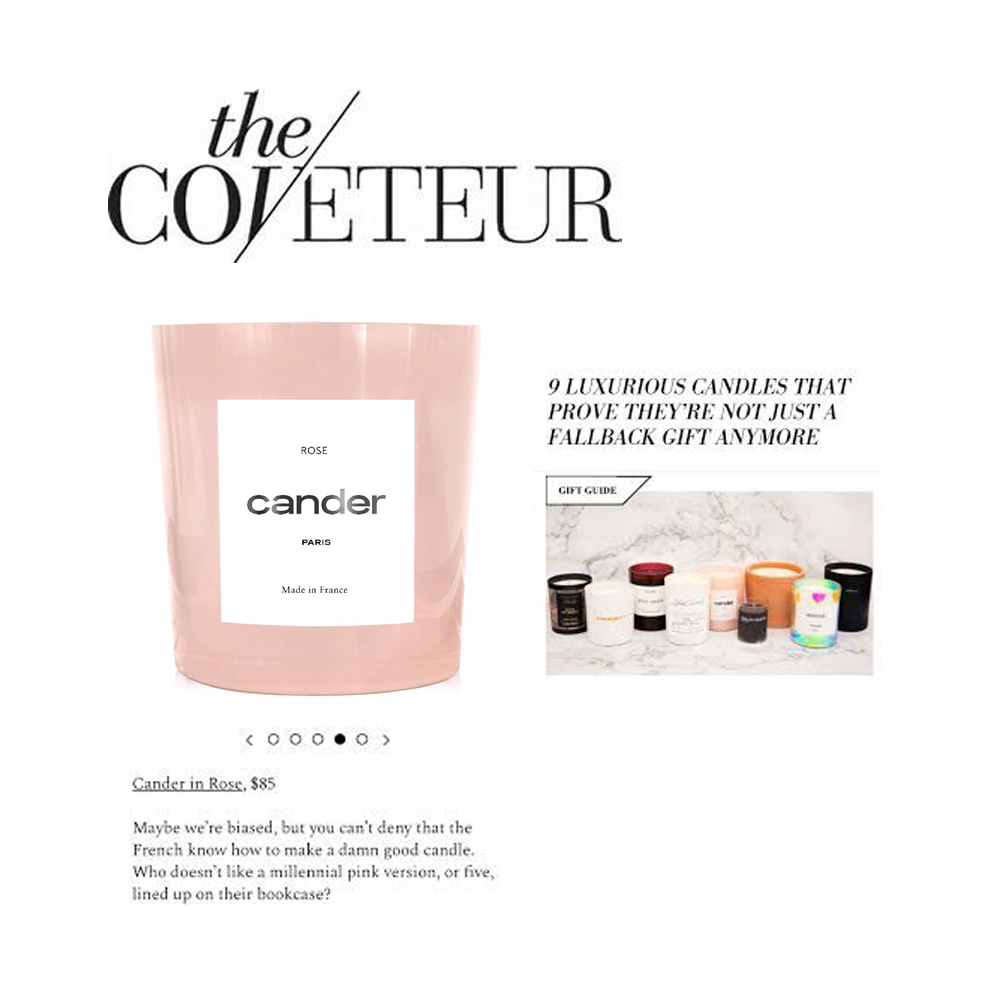 the
COVETEUR
ROSE
cander
PARIS
Made in France
9 LUXURIOUS CANDLES THAT
PROVE THEY'RE NOT JUST A
FALLBACK GIFT ANYMORE
GIFT GUIDE
cander
Cander in Rose, $85
Maybe we're biased, but you can't deny that the
French know how to make a damn good candle.
Who doesn't like a millennial pink version, or five,
lined up on their bookcase?